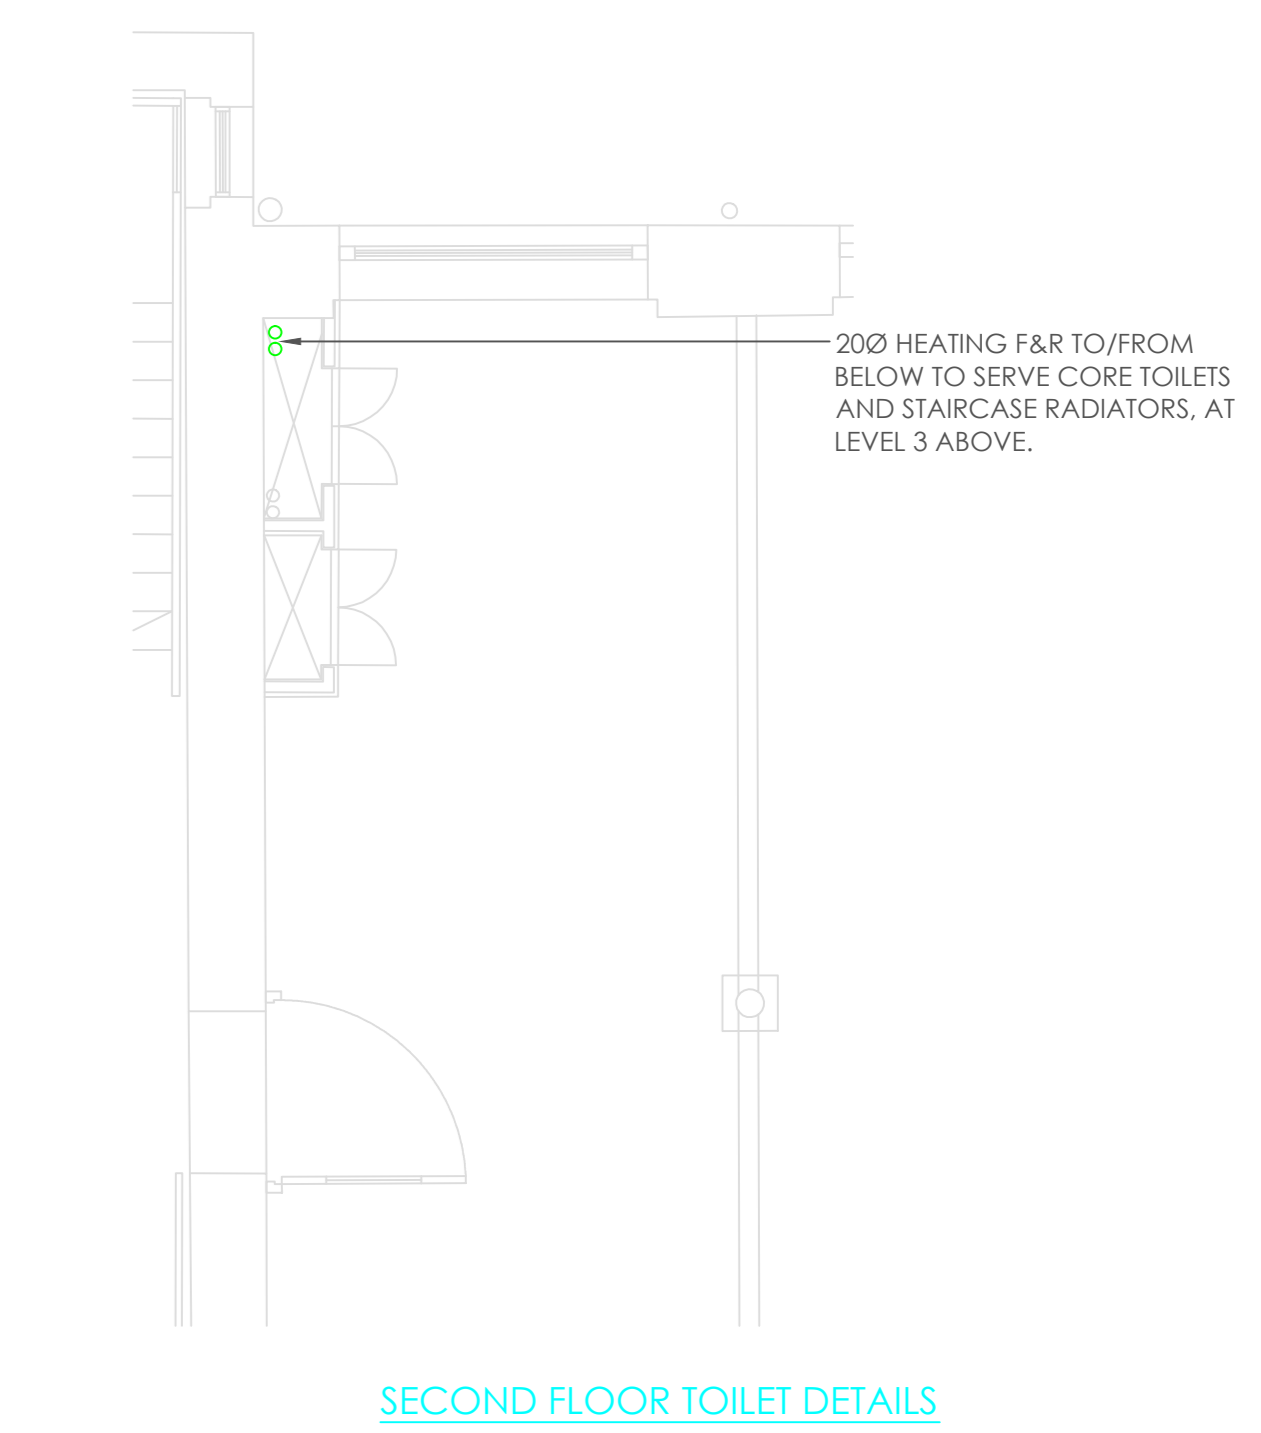 20Ø HEATING F&R TO/FROM
BELOW TO SERVE CORE TOILETS
AND STAIRCASE RADIATORS, AT
LEVEL 3 ABOVE.
SECOND FLOOR TOILET DETAILS